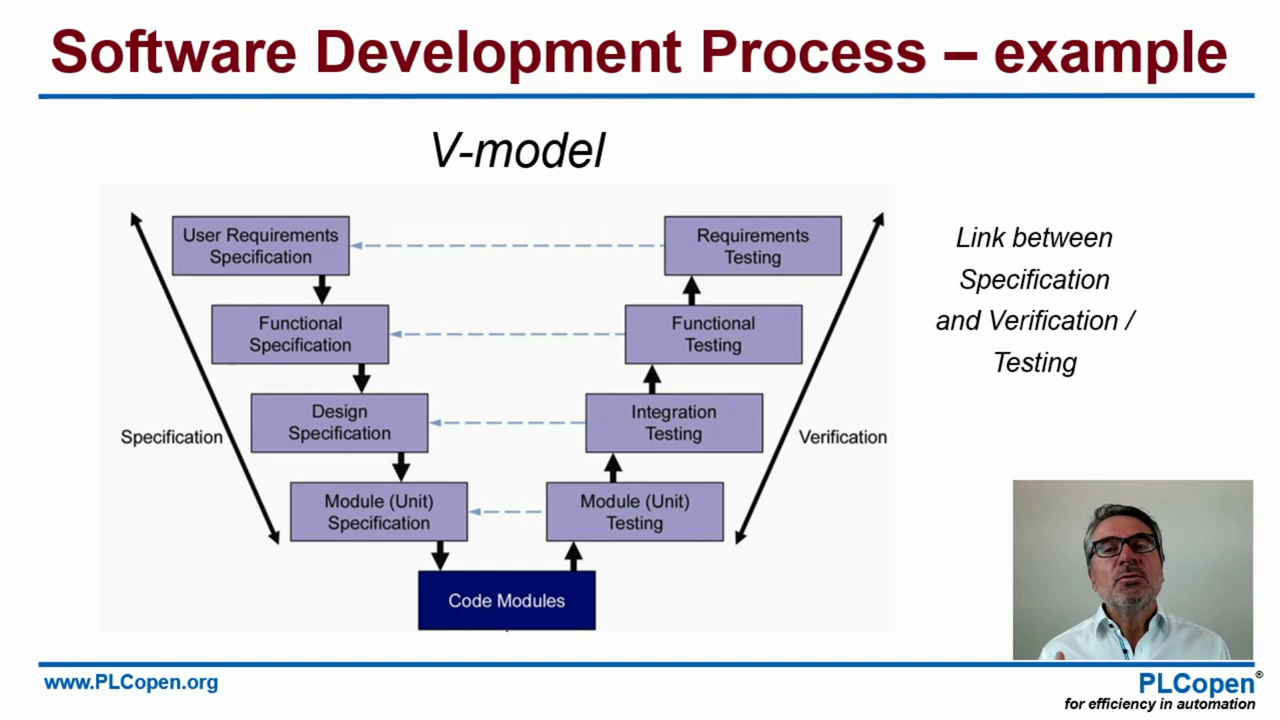 Software Development Process – example
V-model
User Requirements
Specification
Requirements
Testing
Functional
Specification
Functional
Testing
Design
Specification
Integration
Testing
Module (Unit)
Specification
Module (Unit)
Testing
Code Modules
Specification
Verification
Link between
Specification
and Verification /
Testing
www.PLCopen.org
PLCopen®
for efficiency in automation